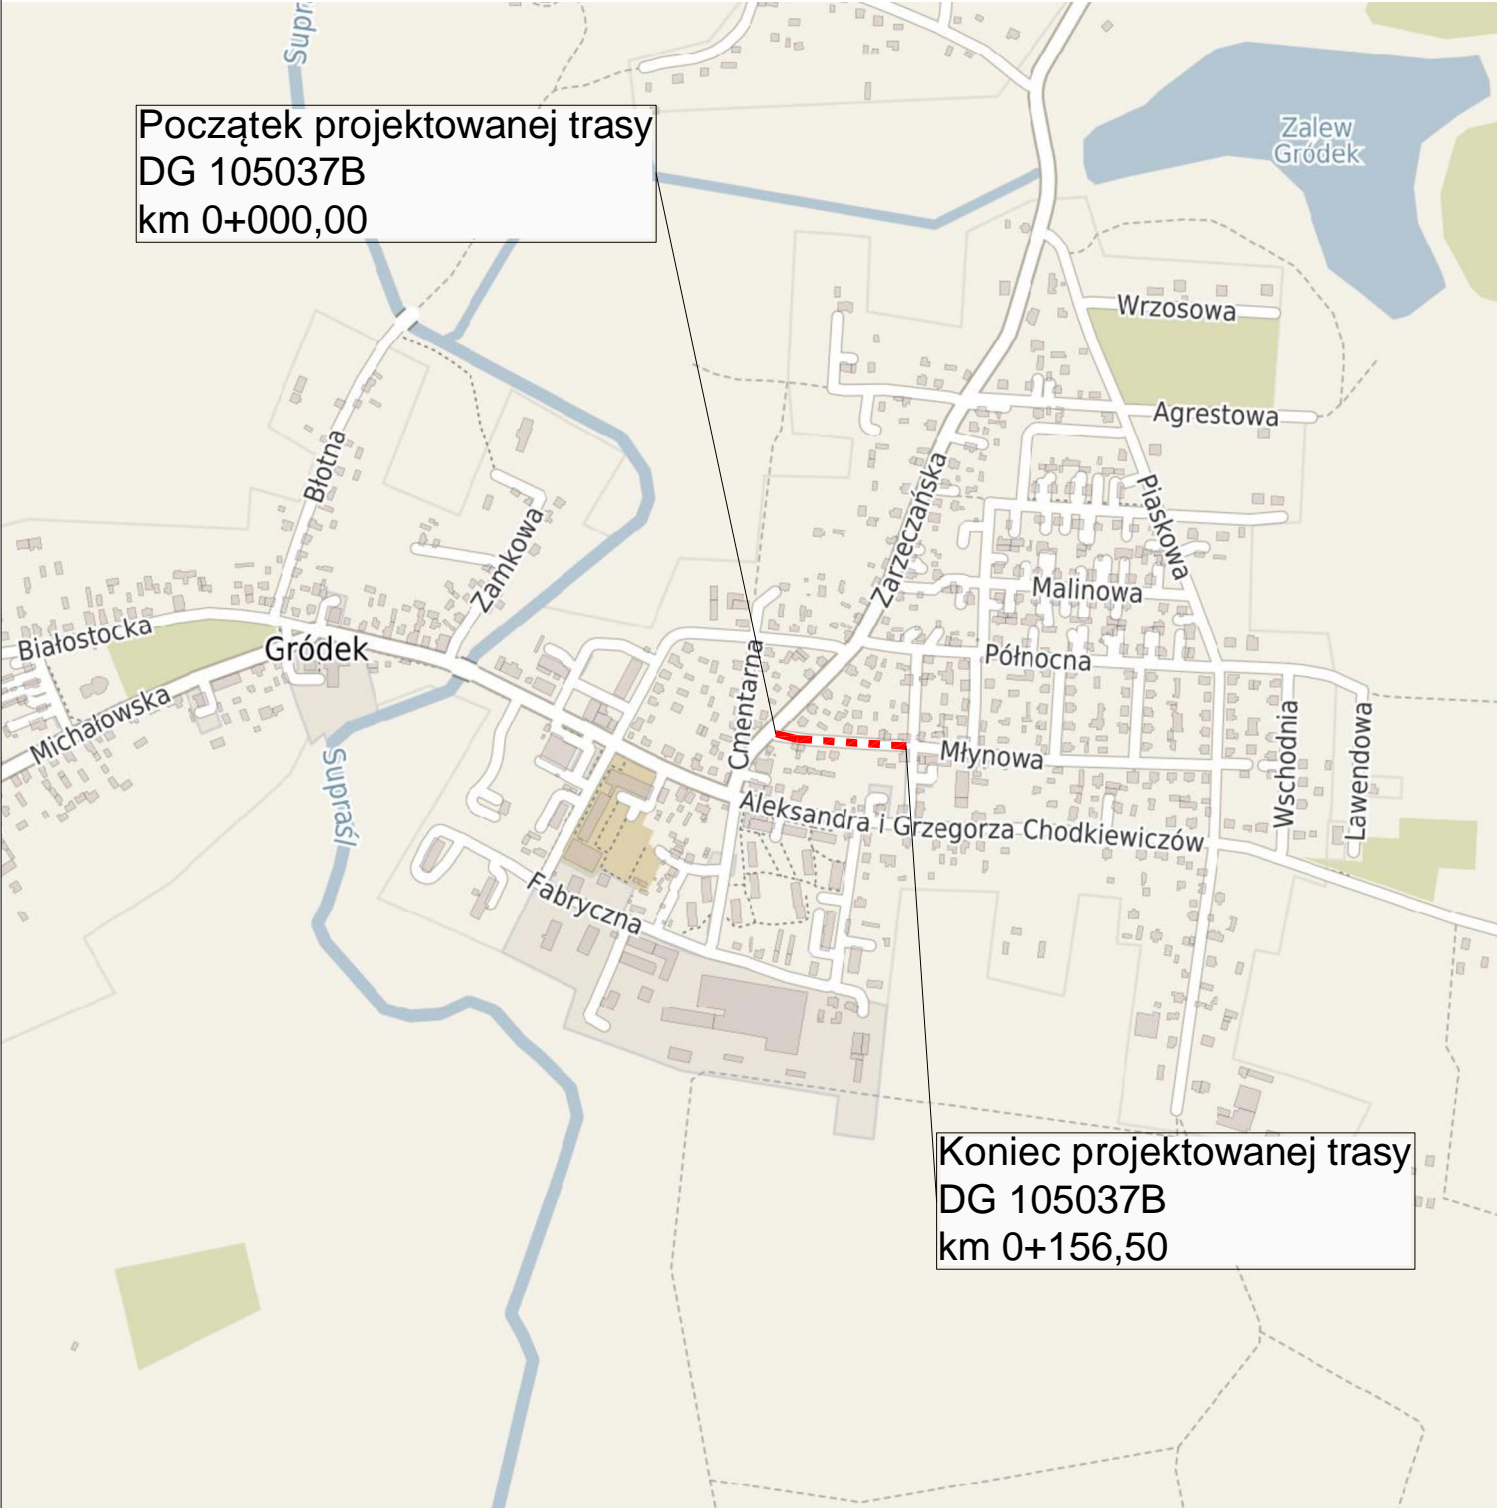 Supr
Początek projektowanej trasy
DG 105037B
km 0+000,00
Zalew
Gródek
Wrzosowa
Agrestowa
Błotna
Zarzeczańska
Piaskowa
Zamkowa
Malinowa
Białostocka
Gródek
Cmentarna
Północna
Michałowska
Wschodnia
Lawendowa
Młynowa
Supraśl
Aleksandra i Grzegorza Chodkiewiczów
Fabryczna
Koniec projektowanej trasy
DG 105037B
km 0+156,50